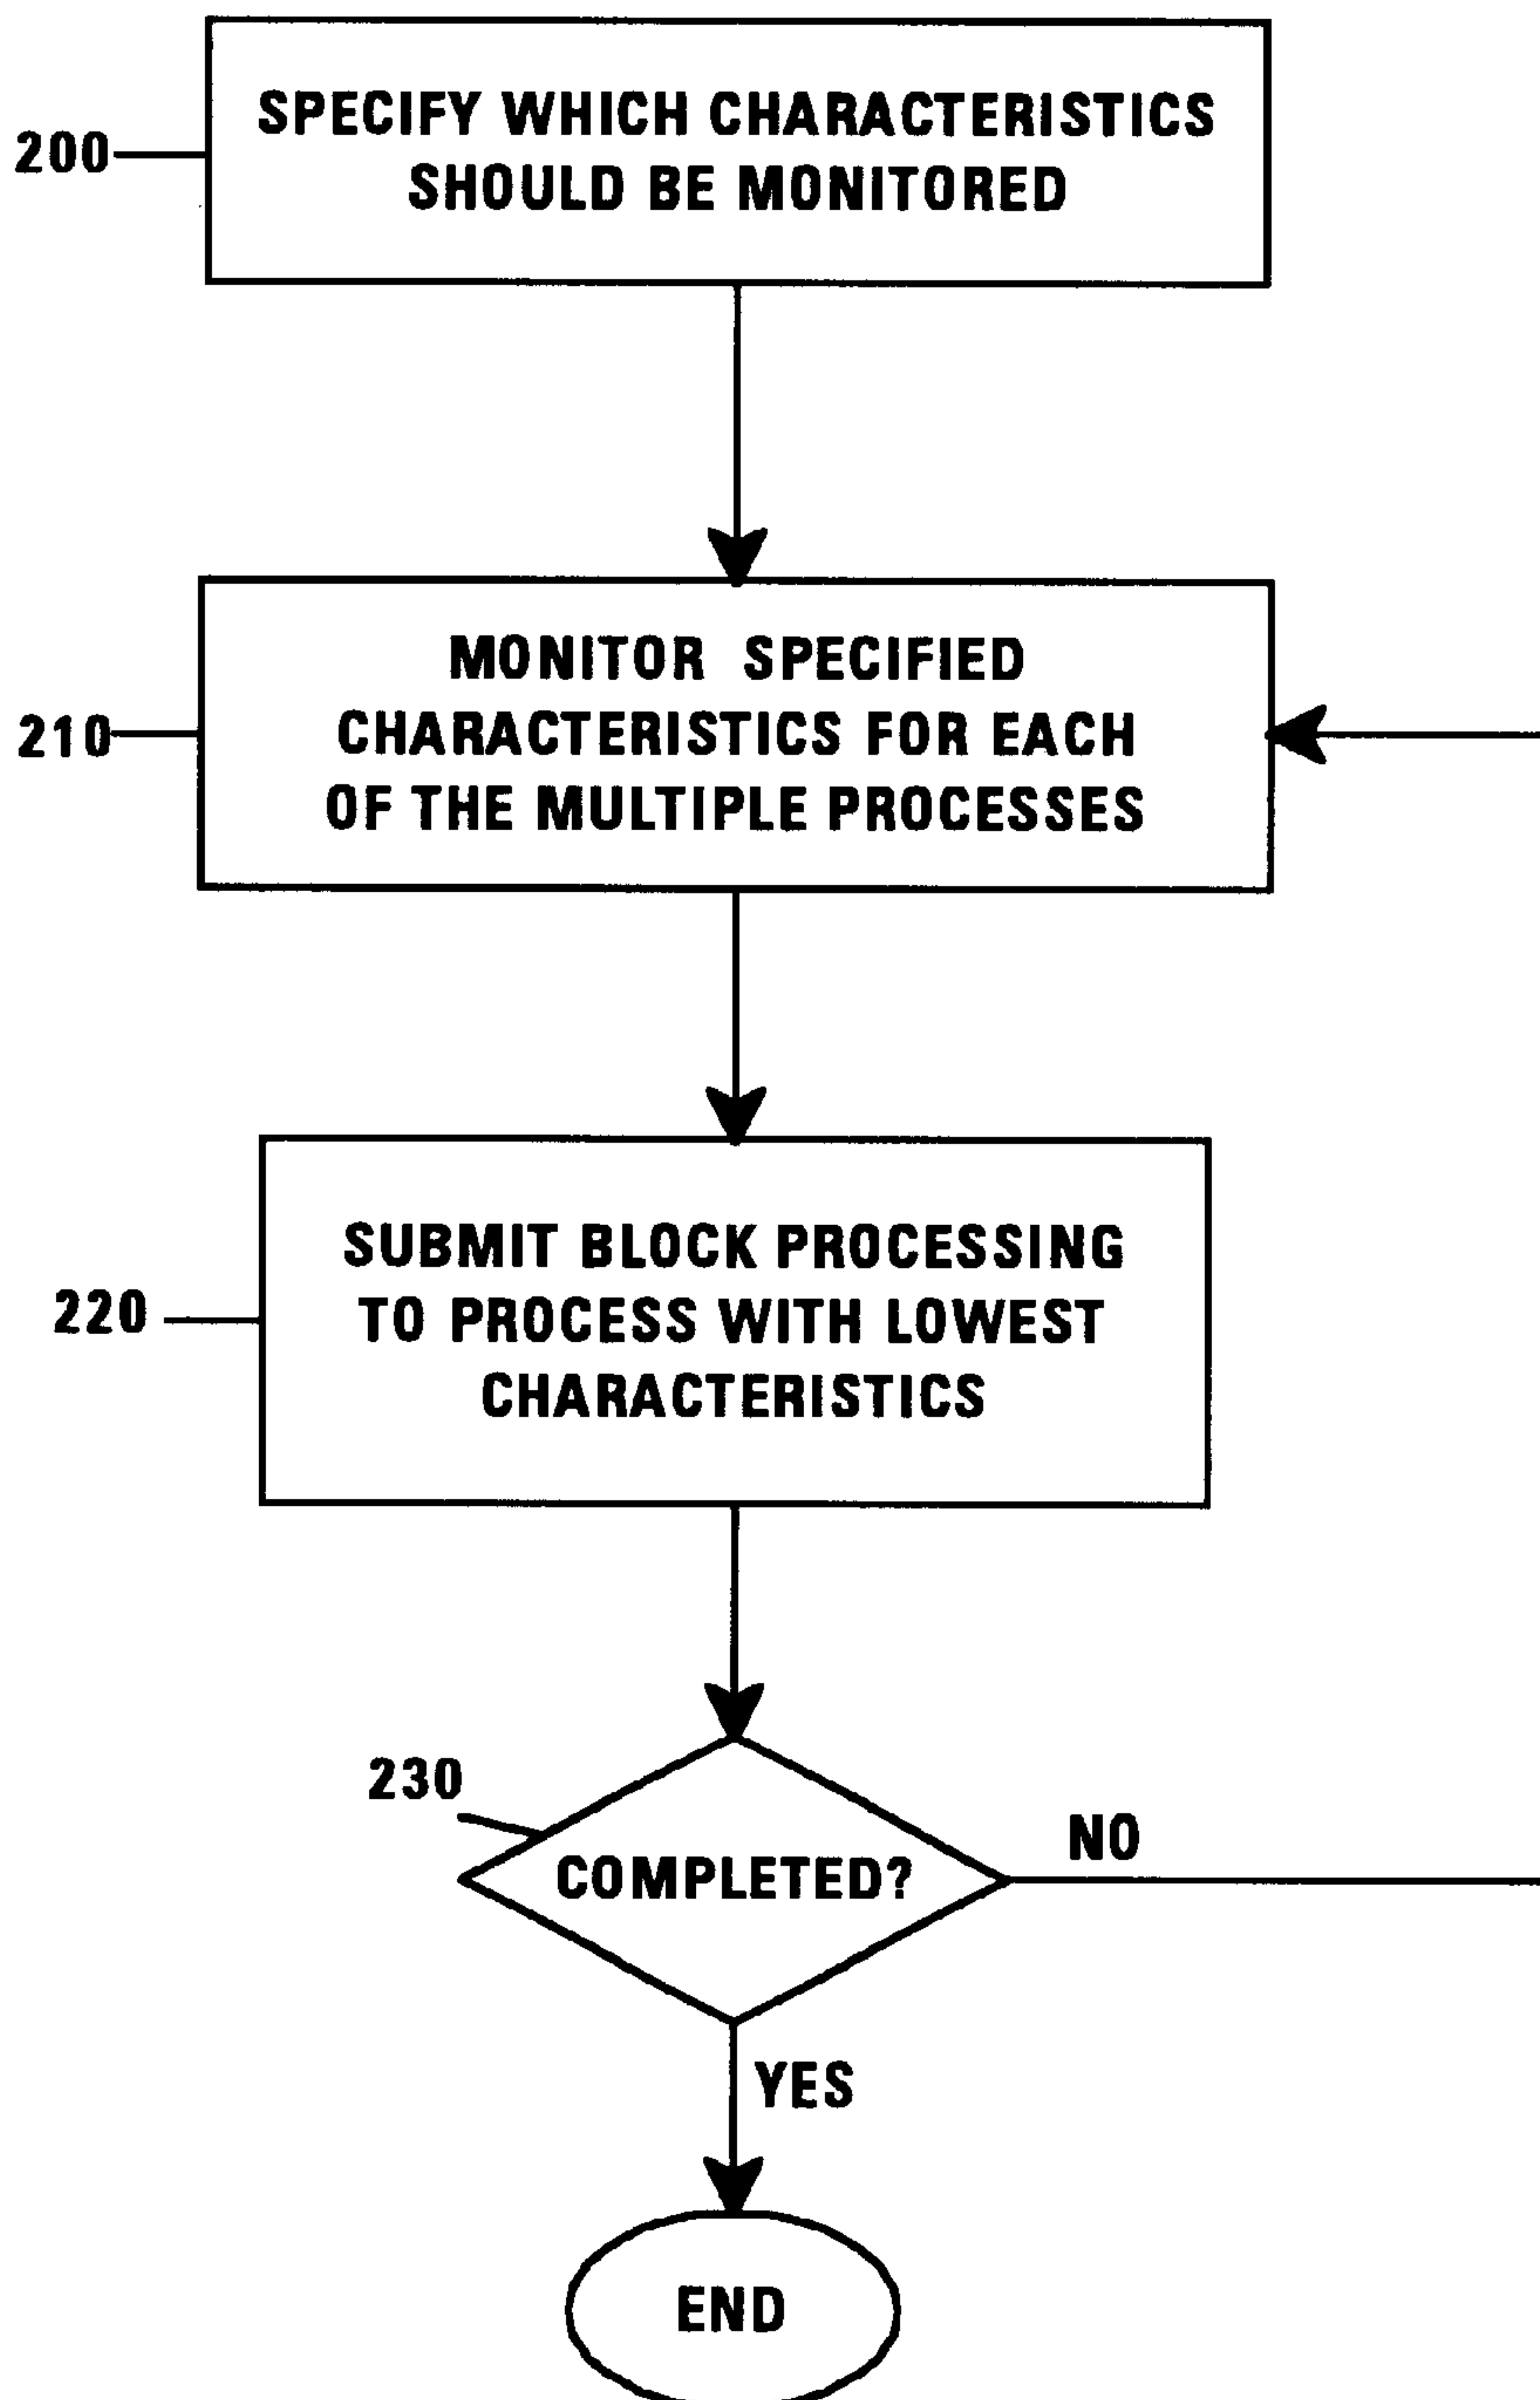 200
SPECIFY WHICH CHARACTERISTICS
SHOULD BE MONITORED
210
MONITOR SPECIFIED
CHARACTERISTICS FOR EACH
OF THE MULTIPLE PROCESSES
220
SUBMIT BLOCK PROCESSING
TO PROCESS WITH LOWEST
CHARACTERISTICS
230
COMPLETED?
NO
YES
END